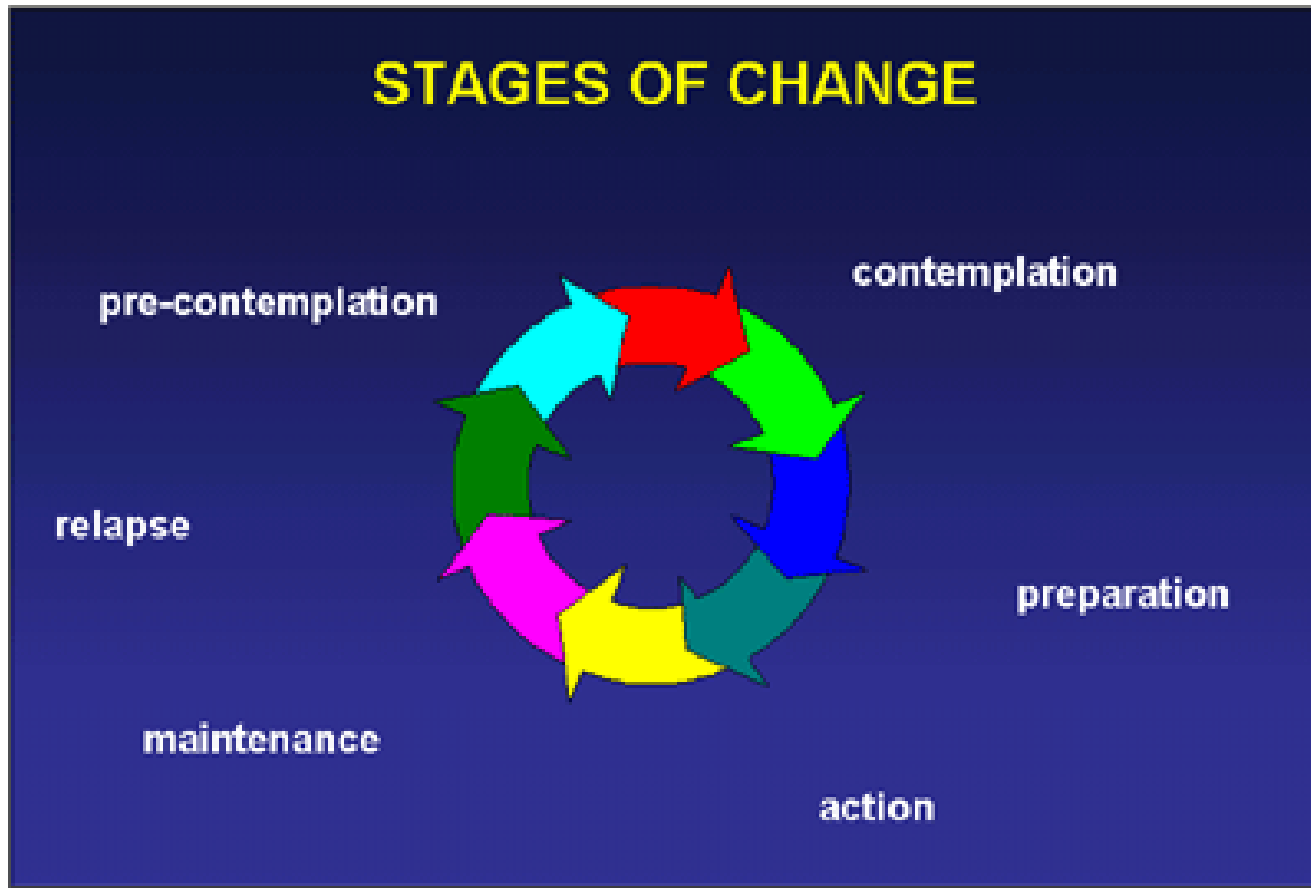 STAGES OF CHANGE
contemplation
pre-contemplation
relapse
preparation
maintenance
action